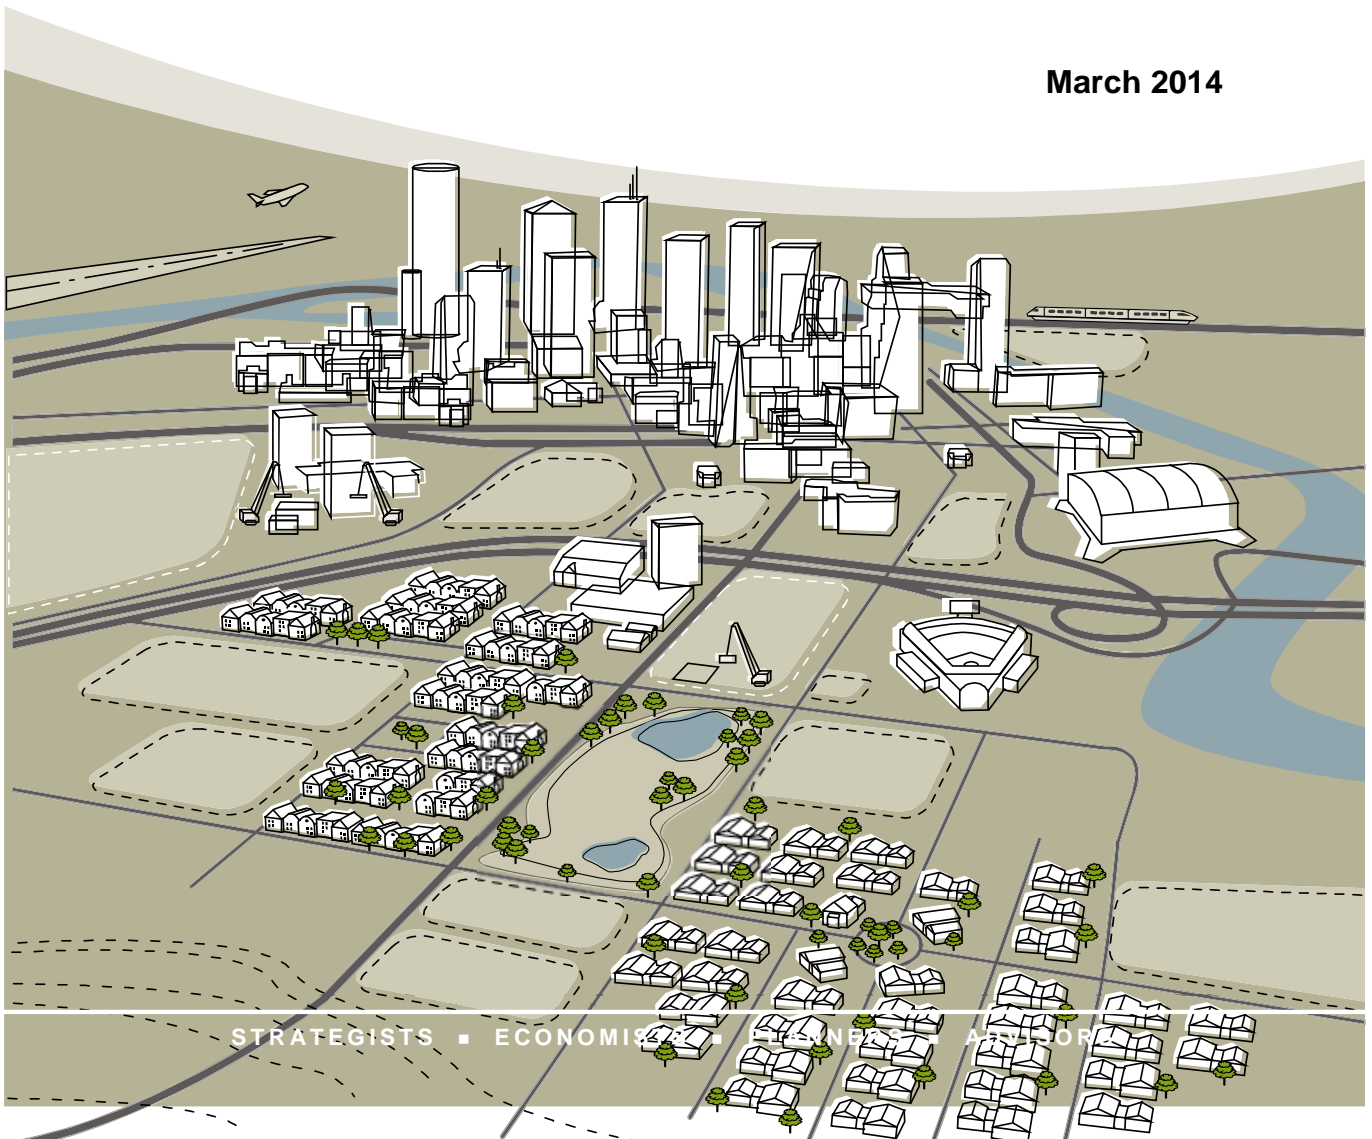 March 2014
STRATEGISTS ▪ ECONOMISTS ▪ PLANNERS ▪ ADVISORS